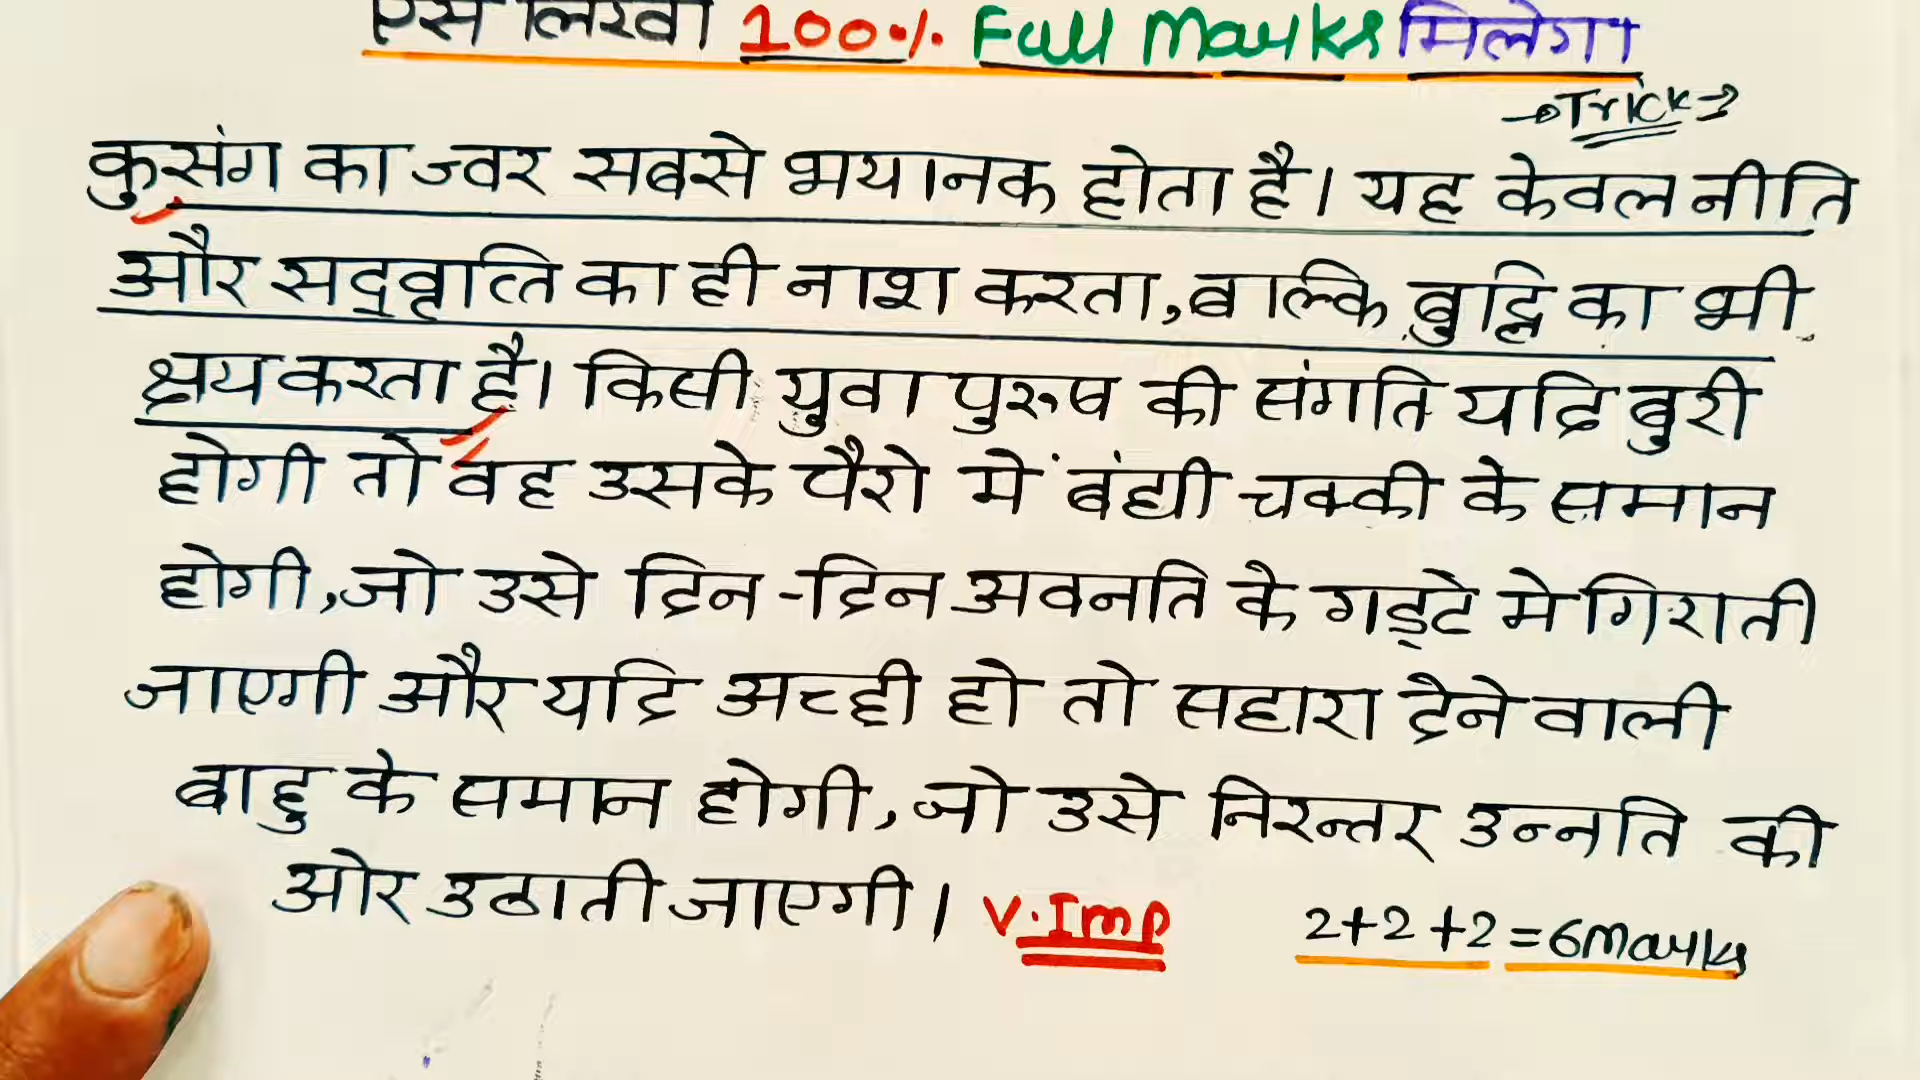 ऐसे लिखो 100% Full Marks मिलेगा
→Trick→
कुसंग का ज्वर सबसे भयानक होता है। यह केवल नीति
और सद्‌वृत्ति का ही नाश करता, बल्कि बुद्धि का भी
क्षय करता है। किसी युवा पुरुष की संगति यदि बुरी
होगी तो वह उसके पैरो में बंधी चक्की के समान
होगी, जो उसे दिन-दिन अवनति के गड्टे मे गिराती
जाएगी और यदि अच्छी हो तो सहारा देने वाली
बाहु के समान होगी, जो उसे निरन्तर उन्नति की
ओर उठाती जाएगी। V. Imp
2+2+2=6Marks